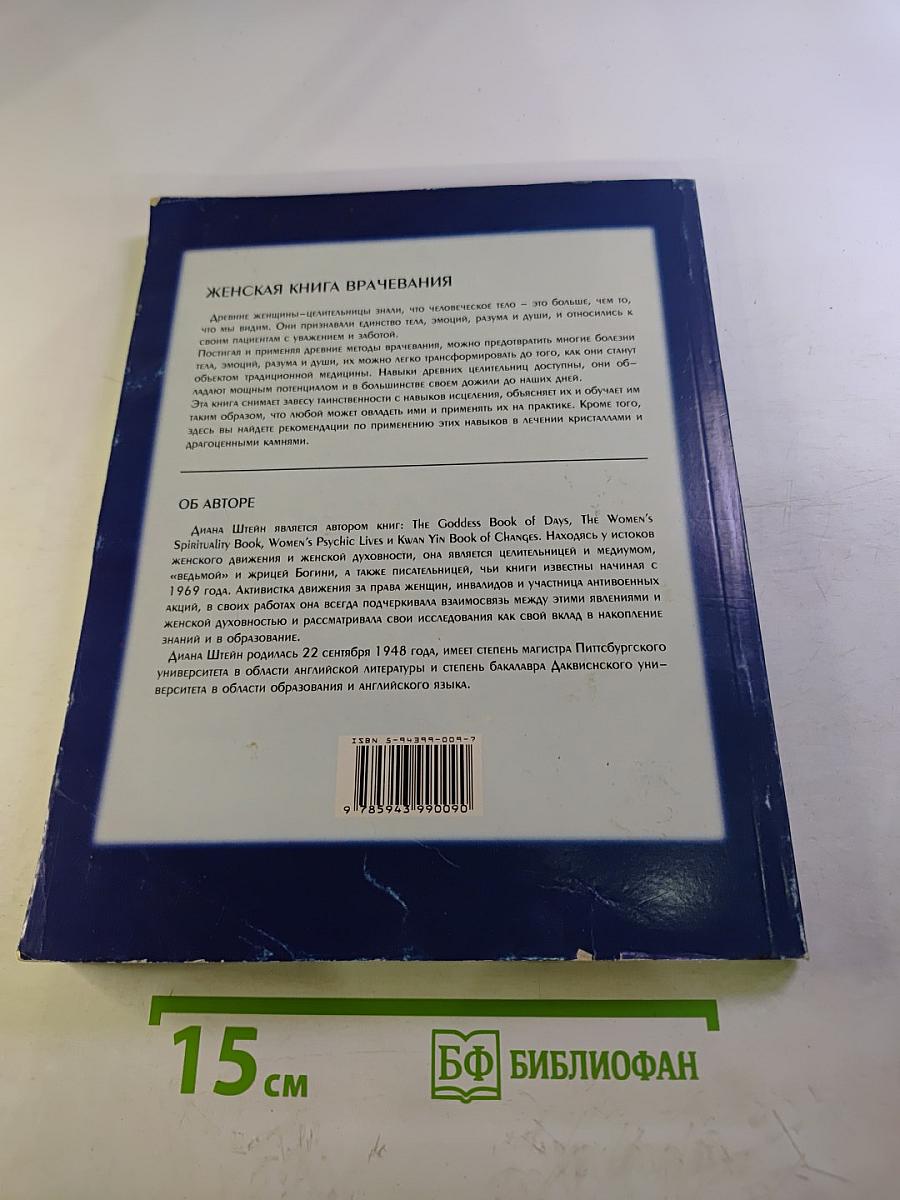 ЖЕНСКАЯ КНИГА ВРАЧЕВАНИЯ
Древние женщины–целительницы знали, что человеческое тело – это больше, чем то,
что мы видим. Они признавали единство тела, эмоций, разума и души, и относились к
своим пациентам с уважением и заботой.
Постигая и применяя древние методы врачевания, можно предотвратить многие болезни
тела, эмоций, разума и души, их можно легко трансформировать до того, как они станут
объектом традиционной медицины. Навыки древних целительниц доступны, они об–
ладают мощным потенциалом и в большинстве своем дожили до наших дней.
Эта книга снимает завесу таинственности с навыков исцеления, объясняет их и обучает им
таким образом, что любой может овладеть ими и применять их на практике. Кроме того,
здесь вы найдете рекомендации по применению этих навыков в лечении кристаллами и
драгоценными камнями.
ОБ АВТОРЕ
Диана Штейн является автором книг: The Goddess Book of Days, The Women's
Spirituality Book, Women's Psychic Lives и Kwan Yin Book of Changes. Находясь у истоков
женского движения и женской духовности, она является целительницей и медиумом,
«ведьмой» и жрицей Богини, а также писательницей, чьи книги известны начиная с
1969 года. Активистка движения за права женщин, инвалидов и участница антивоенных
акций, в своих работах она всегда подчеркивала взаимосвязь между этими явлениями и
женской духовностью и рассматривала свои исследования как свой вклад в накопление
знаний и в образование.
Диана Штейн родилась 22 сентября 1948 года, имеет степень магистра Питтсбургского
университета в области английской литературы и степень бакалавра Даквиснского уни–
верситета в области образования и английского языка.
ISBN 5-94399-009-7
9 785943 990090
15 см
БФ БИБЛИОФАН